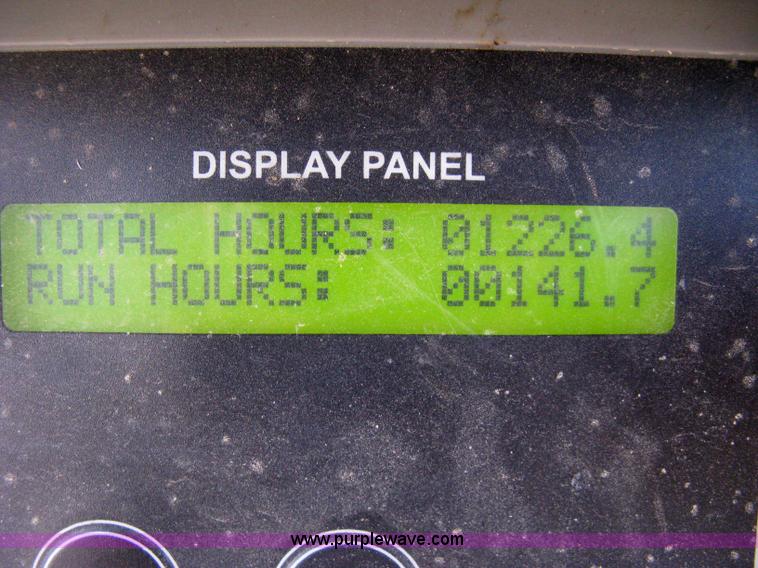 DISPLAY PANEL
TOTAL HOURS: 01226.4
RUN HOURS: 00141.7
www.purplewave.com